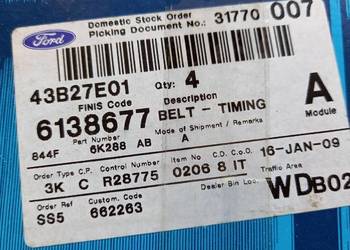 Domestic Stock Order
Picking Document No.: 31770 007
Ford
43B27E01 Qty: 4
FINIS Code Description
6138677 BELT - TIMING A
Part Number Mode of Shipment / Remarks Module
844F 6K288 AB A
Order Type C.P. Control Number Item No C.D. C.o.O. 16-JAN-09
3K C R28775 0206 8 IT Traffic Area
Order Ref Custom Code Dealer Bin Loc. WDB02
SS5 662263